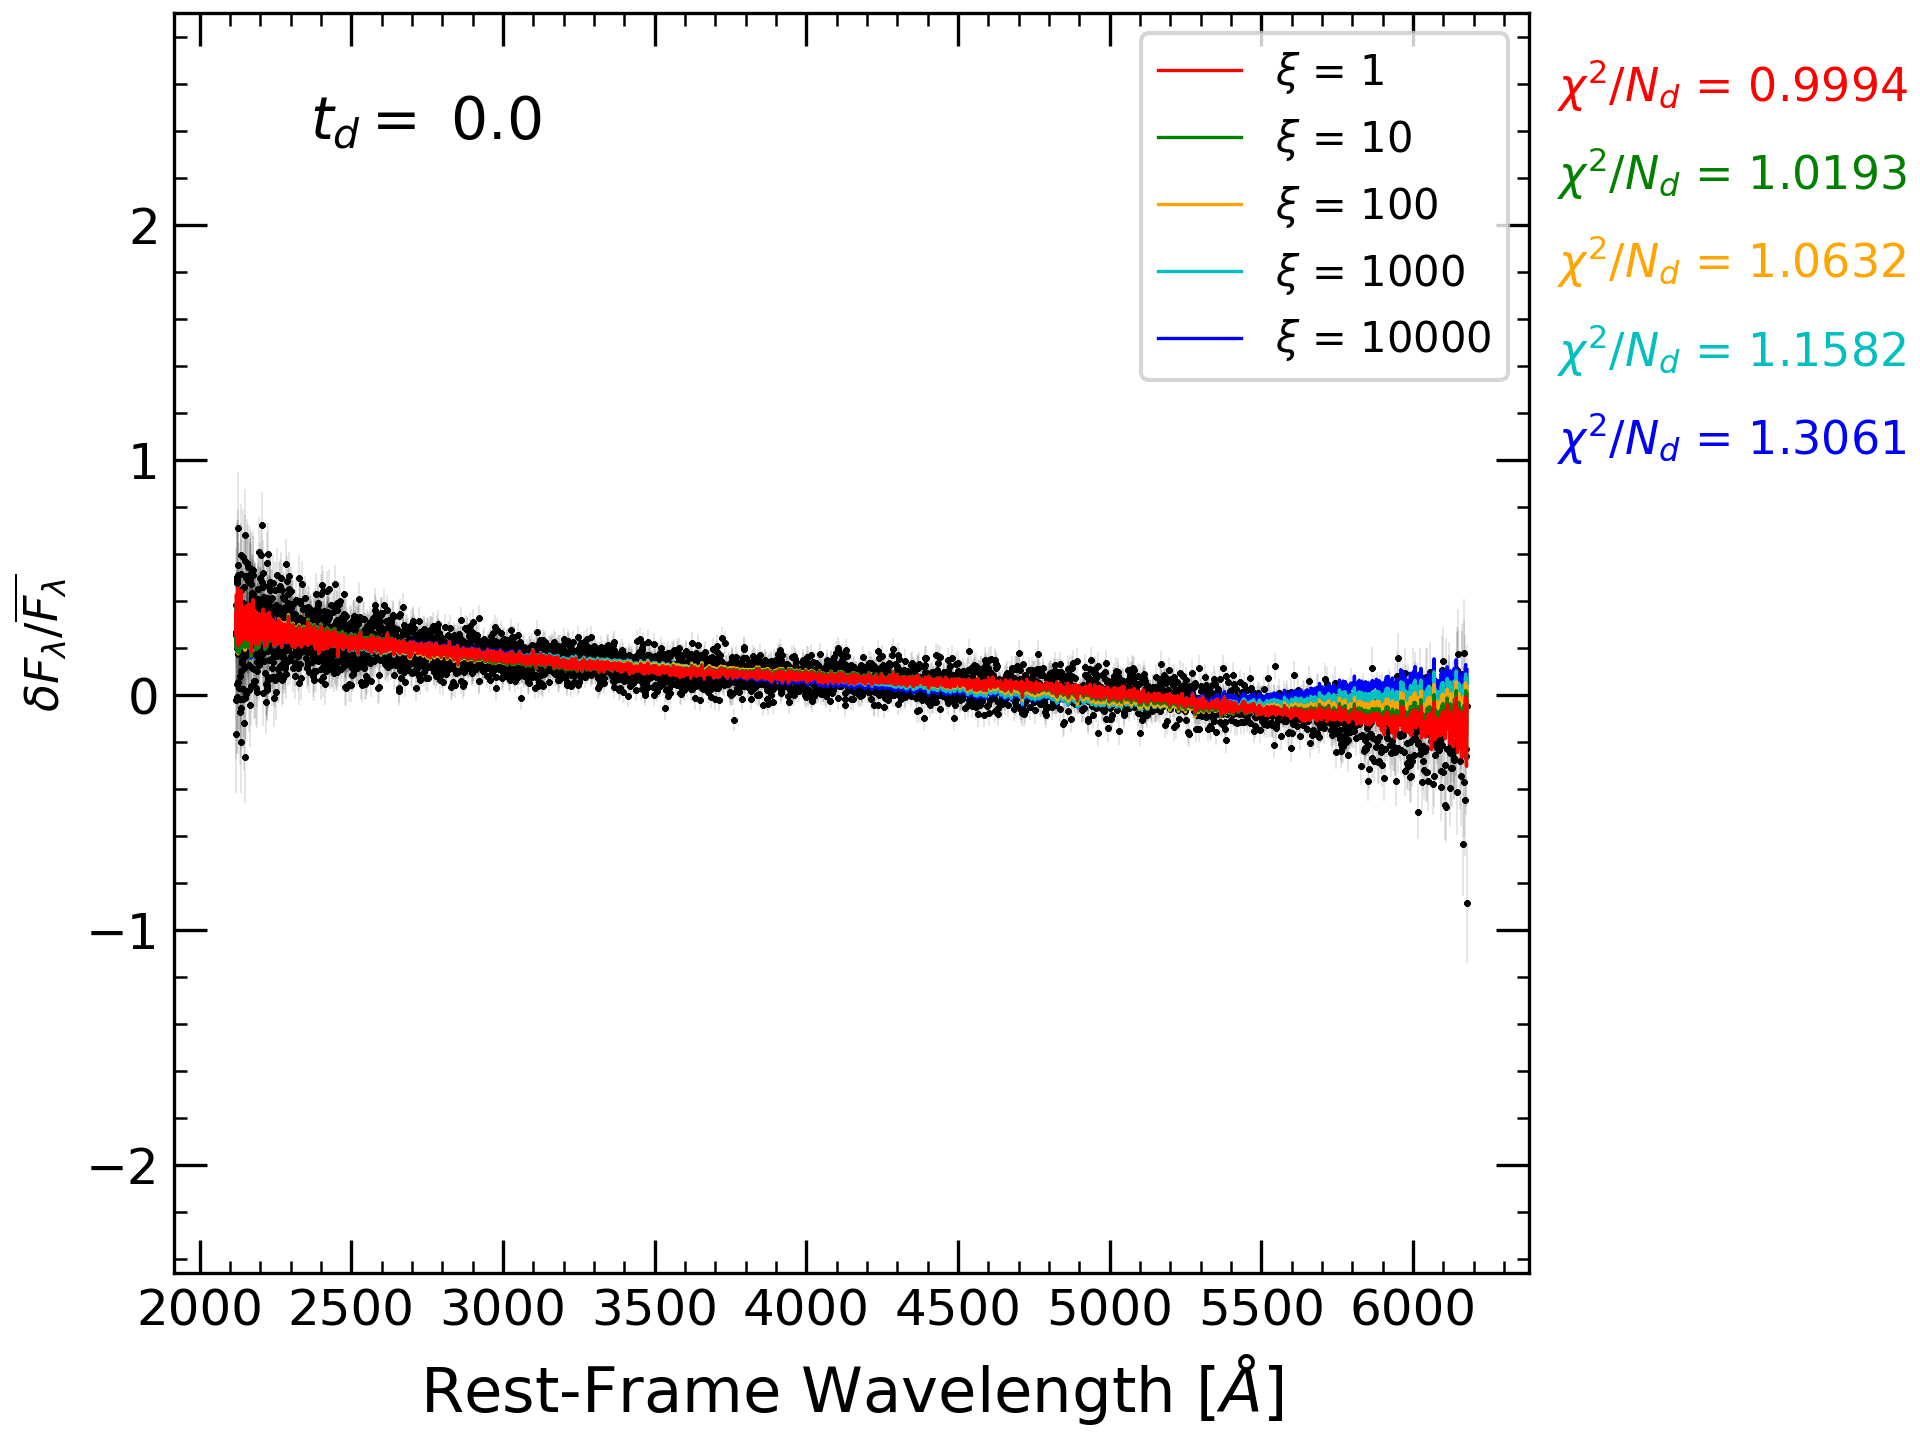 t_d = 0.0
ξ = 1
ξ = 10
ξ = 100
ξ = 1000
ξ = 10000
χ²/N_d = 0.9994
χ²/N_d = 1.0193
χ²/N_d = 1.0632
χ²/N_d = 1.1582
χ²/N_d = 1.3061
δF_λ/F̅_λ
2
1
0
−1
−2
2000 2500 3000 3500 4000 4500 5000 5500 6000
Rest-Frame Wavelength [Å]